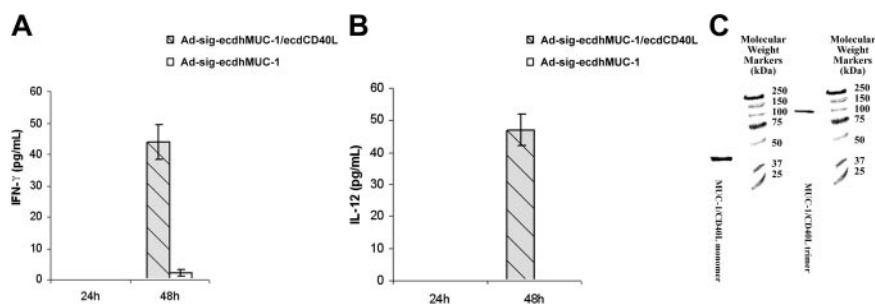 A
Ad-sig-ecdhMUC-1/ecdCD40L
Ad-sig-ecdhMUC-1
IFN-γ (pg/mL)
60
50
40
30
20
10
0
24h
48h
B
Ad-sig-ecdhMUC-1/ecdCD40L
Ad-sig-ecdhMUC-1
IL-12 (pg/mL)
60
50
40
30
20
10
0
24h
48h
C
Molecular
Weight
Markers
(kDa)
250
150
100
75
50
37
25
MUC-1/CD40L monomer
Molecular
Weight
Markers
(kDa)
250
150
100
75
50
37
25
MUC-1/CD40L trimer